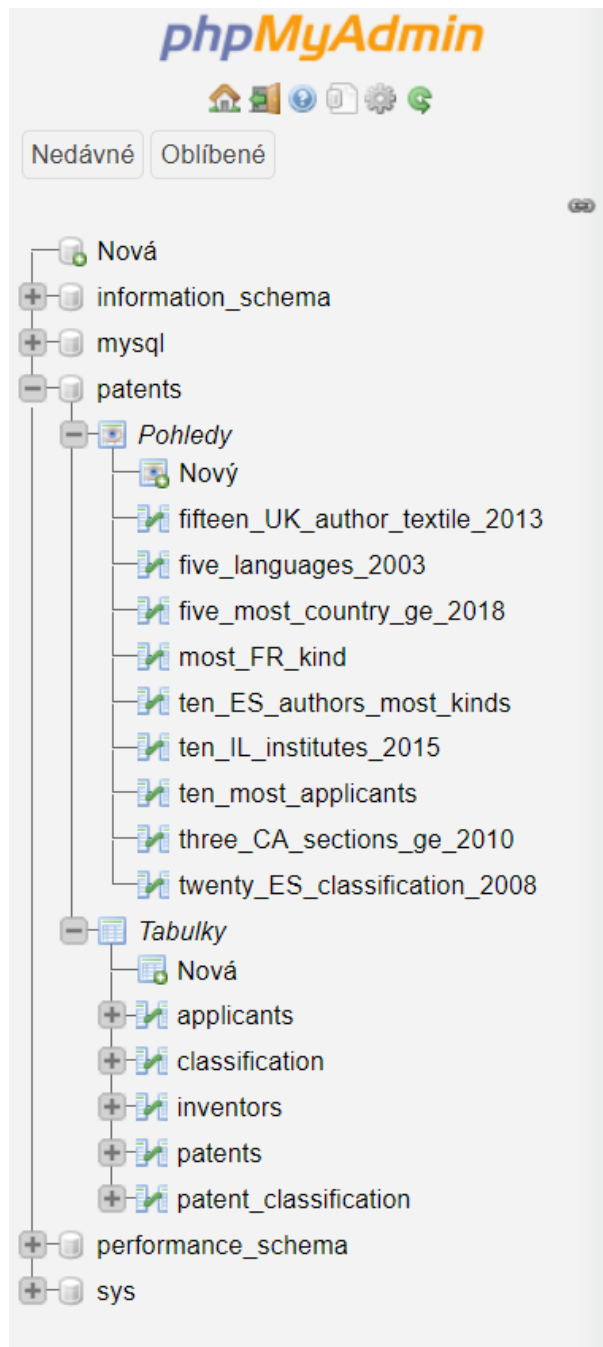 phpMyAdmin
Nedávné Oblíbené
Nová
information_schema
mysql
patents
Pohledy
Nový
fifteen_UK_author_textile_2013
five_languages_2003
five_most_country_ge_2018
most_FR_kind
ten_ES_authors_most_kinds
ten_IL_institutes_2015
ten_most_applicants
three_CA_sections_ge_2010
twenty_ES_classification_2008
Tabulky
Nová
applicants
classification
inventors
patents
patent_classification
performance_schema
sys